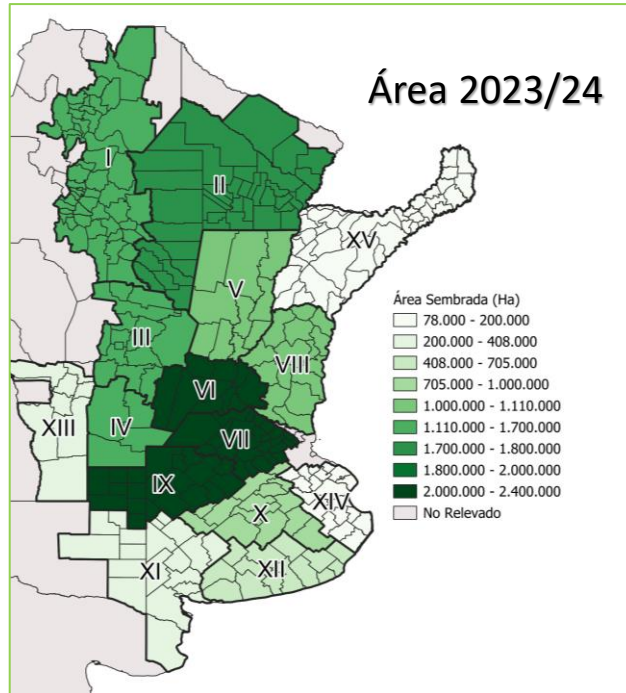 Área 2023/24
I
II
XV
V
III
VIII
VI
XIII
IV
VII
IX
XIV
X
XI
XII
Área Sembrada (Ha)
78.000 - 200.000
200.000 - 408.000
408.000 - 705.000
705.000 - 1.000.000
1.000.000 - 1.110.000
1.110.000 - 1.700.000
1.700.000 - 1.800.000
1.800.000 - 2.000.000
2.000.000 - 2.400.000
No Relevado